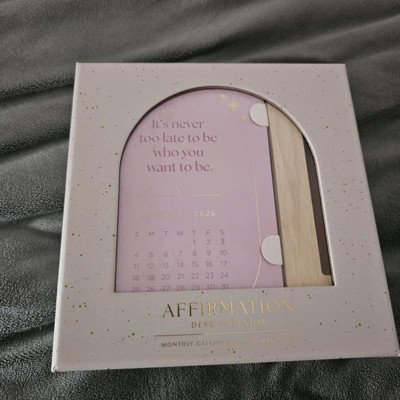 It's never
too late to be
who you
want to be.
2026
S M T W T F S
1 2 3
4 5 6 7 8 9 10
11 12 13 14 15 16 17
18 19 20 21 22 23 24
25 26 27 28 29 30 31
AFFIRMATION
DESK CALENDAR
MONTHLY CALENDAR